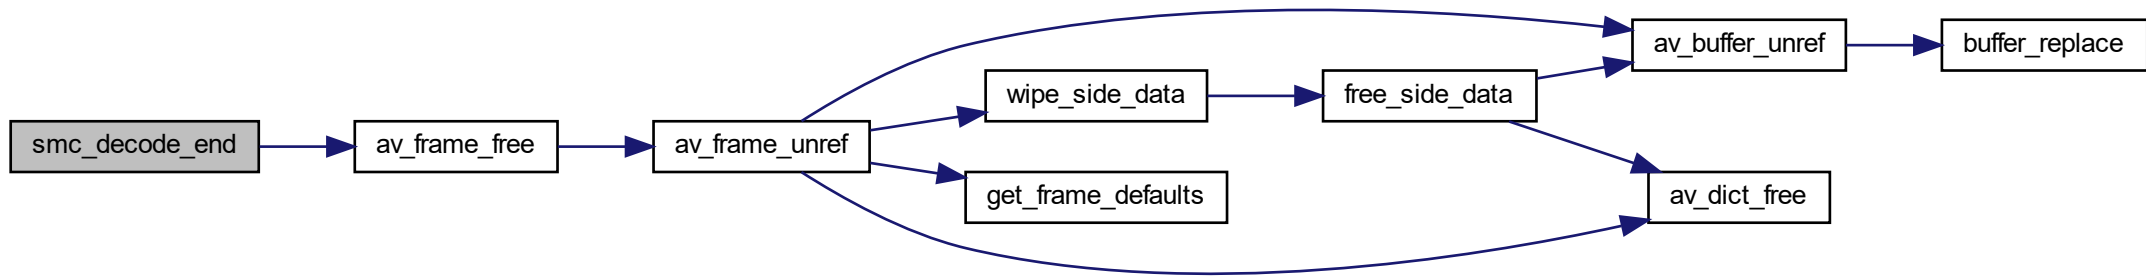 smc_decode_end
av_frame_free
av_frame_unref
wipe_side_data
get_frame_defaults
free_side_data
av_buffer_unref
av_dict_free
buffer_replace